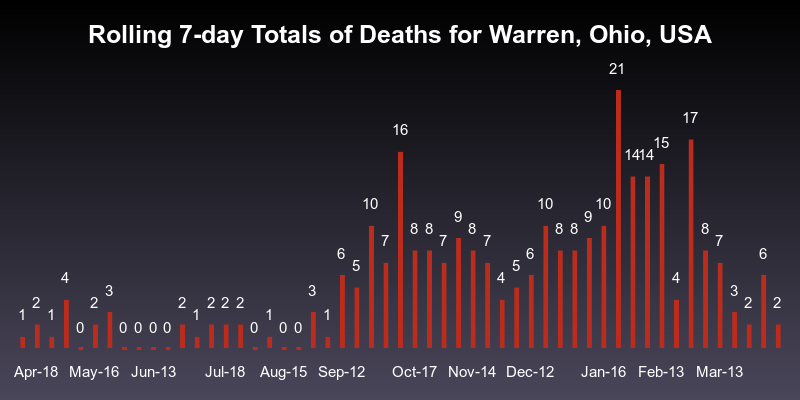 Rolling 7-day Totals of Deaths for Warren, Ohio, USA
1 2 1 4 0 2 3 0 0 0 0 2 1 2 2 2 0 1 0 0 3 1 6 5 10 7 16 8 8 7 9 8 7 4 5 6 10 8 8 9 10 21 14 14 15 4 17 8 7 3 2 6 2
Apr-18 May-16 Jun-13 Jul-18 Aug-15 Sep-12 Oct-17 Nov-14 Dec-12 Jan-16 Feb-13 Mar-13